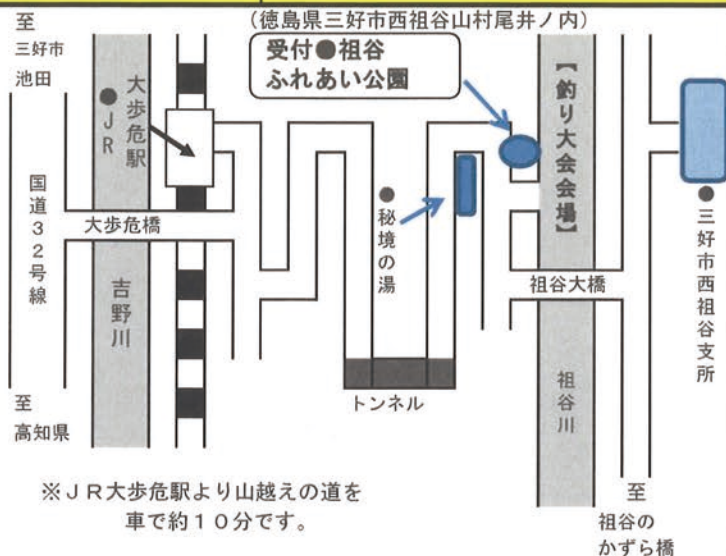 (徳島県三好市西祖谷山村尾井ノ内)
至
三好市
池田
受付●祖谷
ふれあい公園
大歩危駅
●JR
【釣り大会会場】
国道32号線
大歩危橋
●秘境の湯
●三好市西祖谷支所
吉野川
祖谷大橋
トンネル
祖谷川
至
高知県
※JR大歩危駅より山越えの道を
車で約10分です。
至
祖谷の
かずら橋